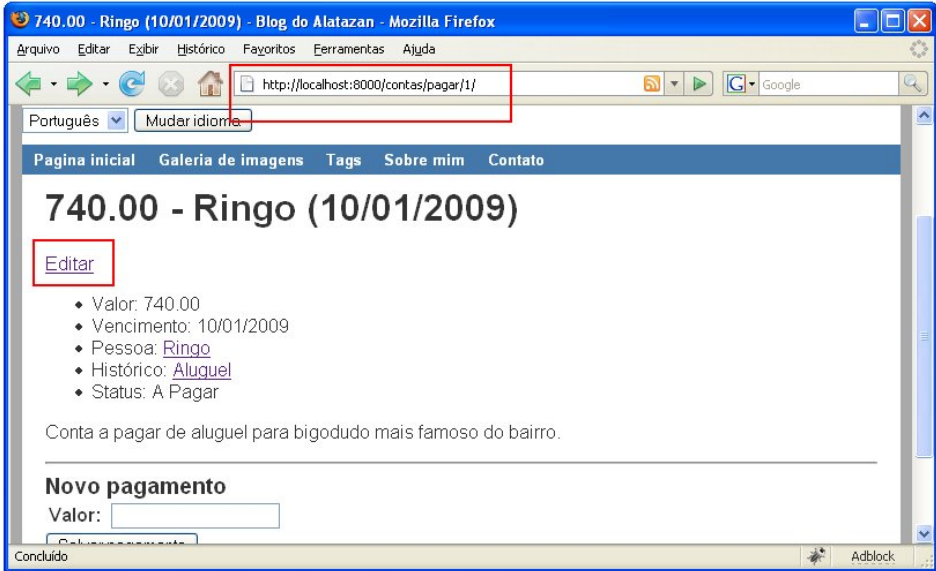 740.00 - Ringo (10/01/2009) - Blog do Alatazan - Mozilla Firefox
Arquivo Editar Exibir Histórico Favoritos Ferramentas Ajuda
http://localhost:8000/contas/pagar/1/ G Google
Português Mudar idioma
Pagina inicial Galeria de imagens Tags Sobre mim Contato
740.00 - Ringo (10/01/2009)
Editar
Valor: 740.00
Vencimento: 10/01/2009
Pessoa: Ringo
Histórico: Aluguel
Status: A Pagar
Conta a pagar de aluguel para bigodudo mais famoso do bairro.
Novo pagamento
Valor:
Concluído Adblock